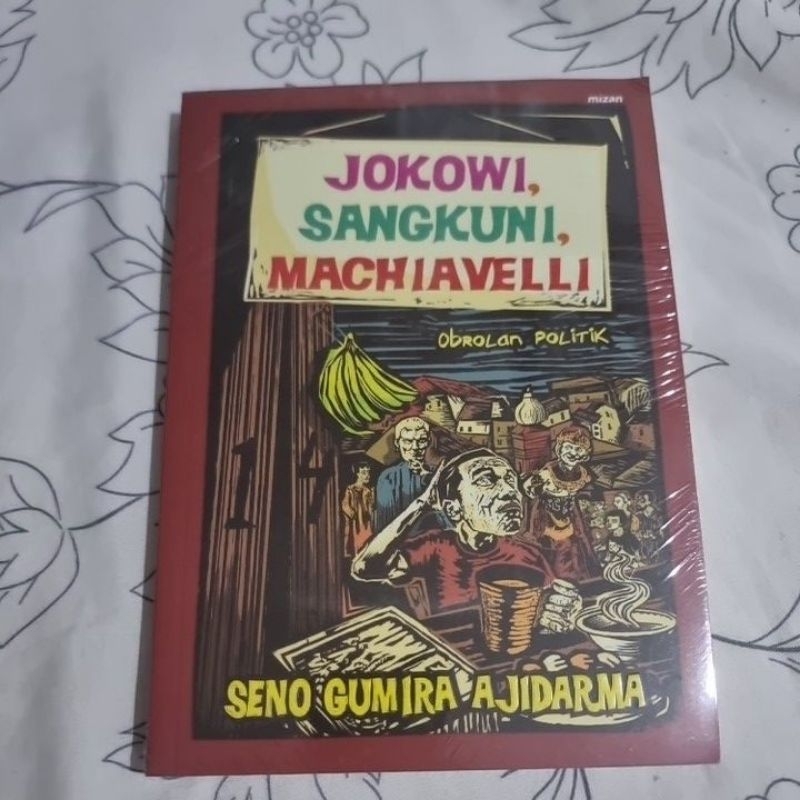 mizan
JOKOWI,
SANGKUNI,
MACHIAVELLI
Obrolan POLITIK
14
SENO GUMIRA AJIDARMA